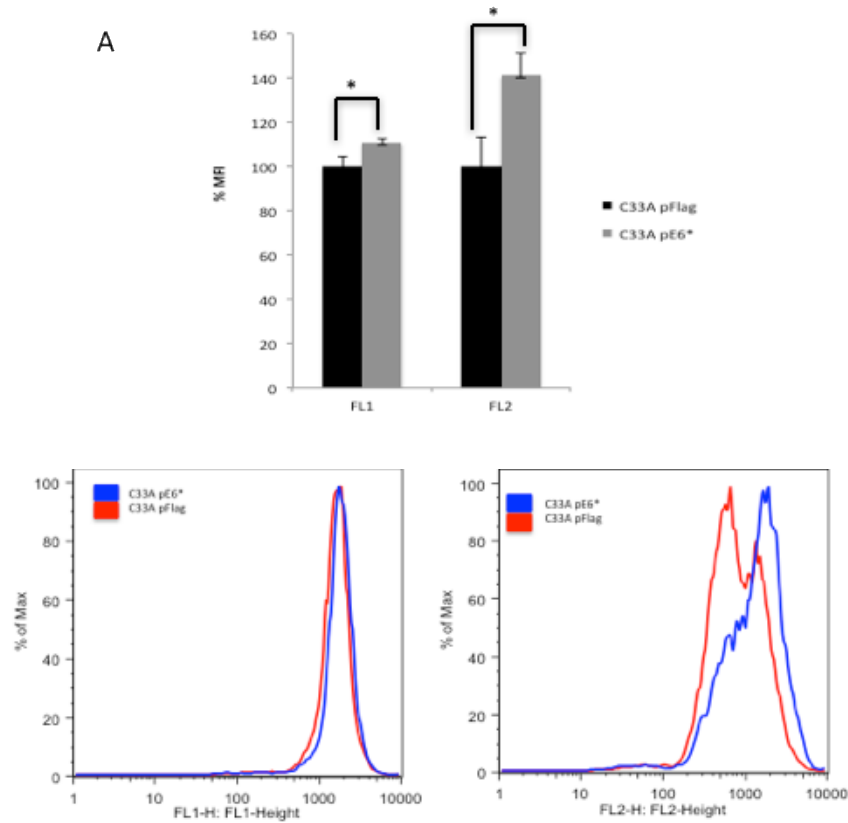 A
*
*
160
140
120
100
80
60
40
20
0
% MFI
FL1
FL2
C33A pFlag
C33A pE6*
C33A pE6*
C33A pFlag
100
80
60
40
20
0
% of Max
1
10
100
1000
10000
FL1-H: FL1-Height
C33A pE6*
C33A pFlag
100
80
60
40
20
0
% of Max
1
10
100
1000
10000
FL2-H: FL2-Height